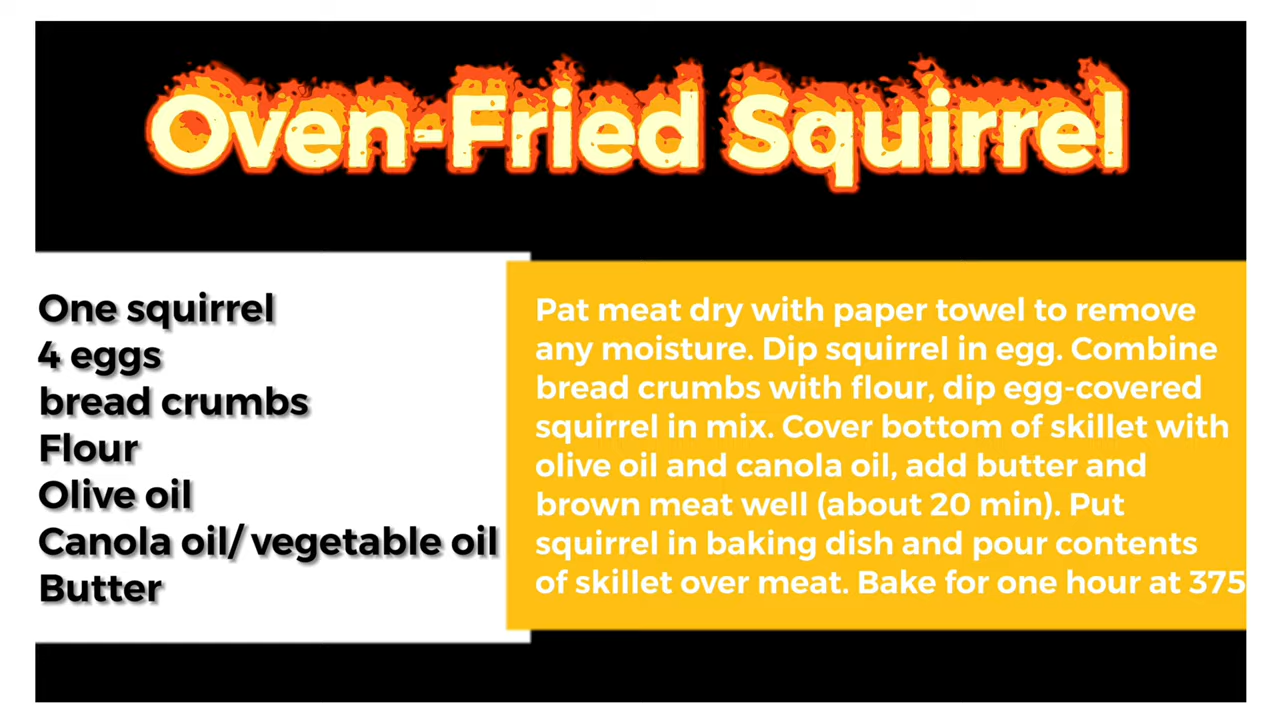 Oven-Fried Squirrel
One squirrel
4 eggs
bread crumbs
Flour
Olive oil
Canola oil/ vegetable oil
Butter
Pat meat dry with paper towel to remove
any moisture. Dip squirrel in egg. Combine
bread crumbs with flour, dip egg-covered
squirrel in mix. Cover bottom of skillet with
olive oil and canola oil, add butter and
brown meat well (about 20 min). Put
squirrel in baking dish and pour contents
of skillet over meat. Bake for one hour at 375